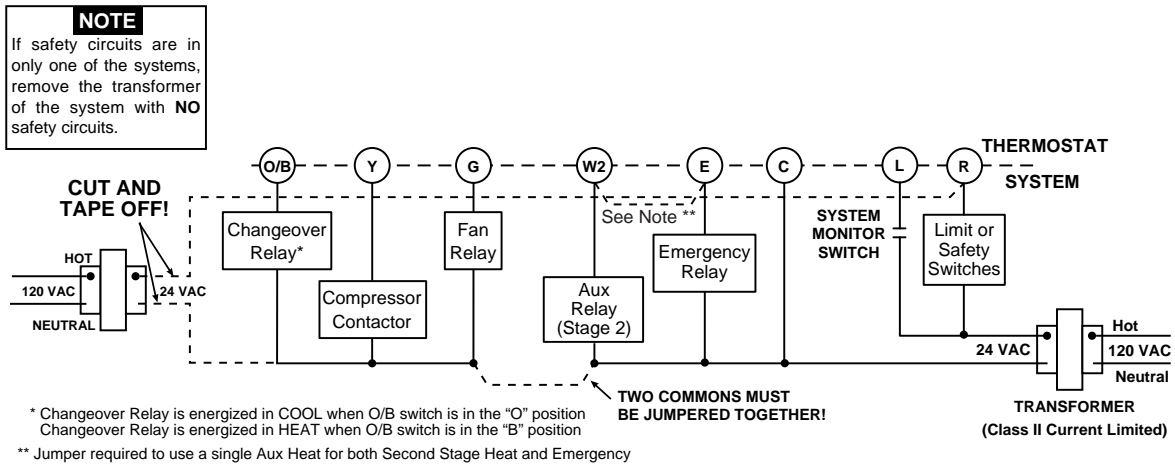 NOTE
If safety circuits are in
only one of the systems,
remove the transformer
of the system with NO
safety circuits.
O/B
Y
G
W2
E
C
L
R
THERMOSTAT
SYSTEM
CUT AND
TAPE OFF!
See Note **
SYSTEM
MONITOR
SWITCH
Limit or
Safety
Switches
Changeover
Relay*
Fan
Relay
Emergency
Relay
HOT
120 VAC
24 VAC
NEUTRAL
Compressor
Contactor
Aux
Relay
(Stage 2)
24 VAC
Hot
120 VAC
Neutral
TWO COMMONS MUST
BE JUMPERED TOGETHER!
TRANSFORMER
(Class II Current Limited)
* Changeover Relay is energized in COOL when O/B switch is in the “O” position
Changeover Relay is energized in HEAT when O/B switch is in the “B” position
** Jumper required to use a single Aux Heat for both Second Stage Heat and Emergency